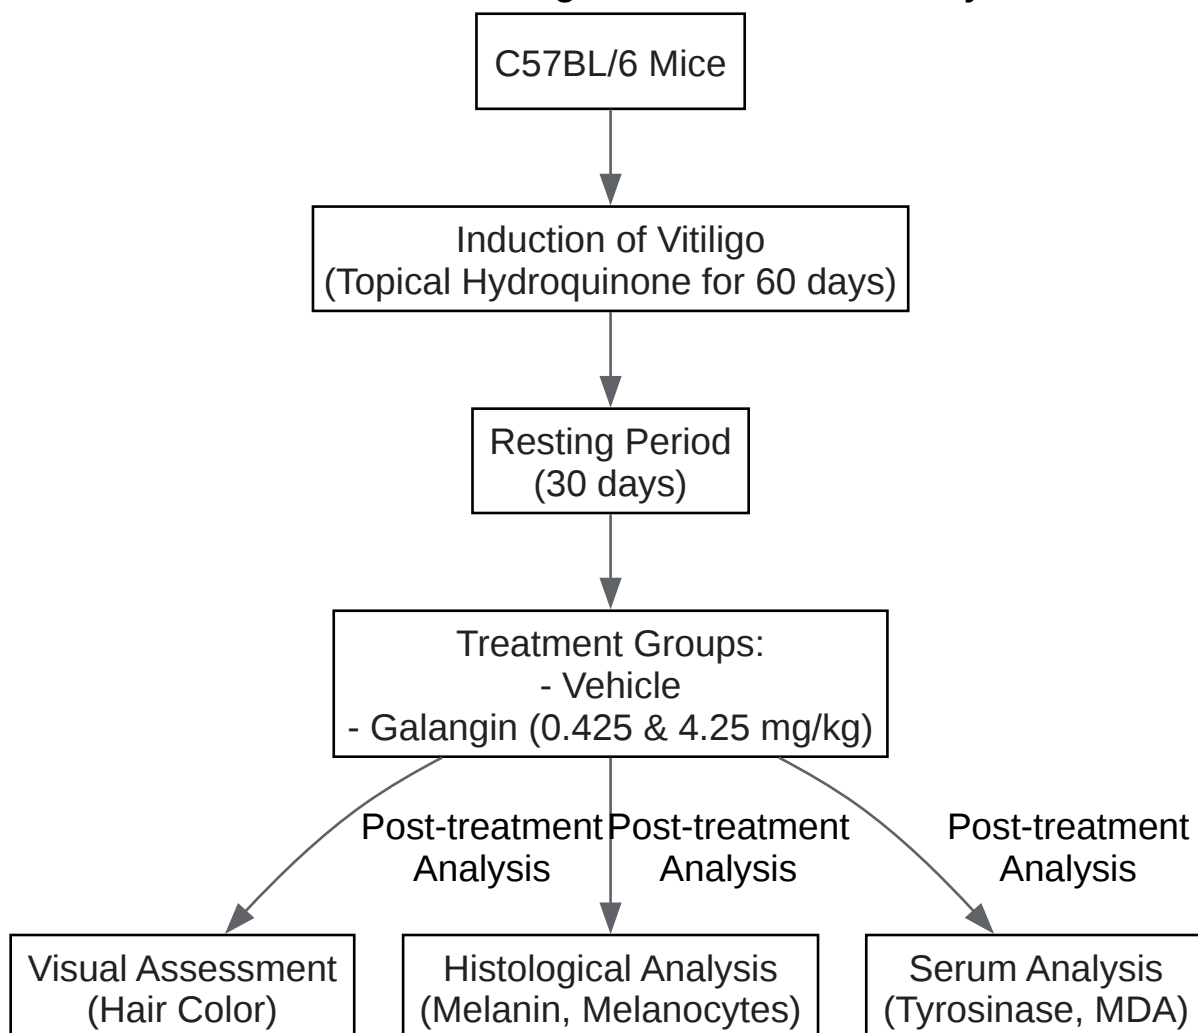 C57BL/6 Mice
Induction of Vitiligo
(Topical Hydroquinone for 60 days)
Resting Period
(30 days)
Treatment Groups:
- Vehicle
- Galangin (0.425 & 4.25 mg/kg)
Post-treatment
Analysis
Post-treatment
Analysis
Post-treatment
Analysis
Visual Assessment
(Hair Color)
Histological Analysis
(Melanin, Melanocytes)
Serum Analysis
(Tyrosinase, MDA)